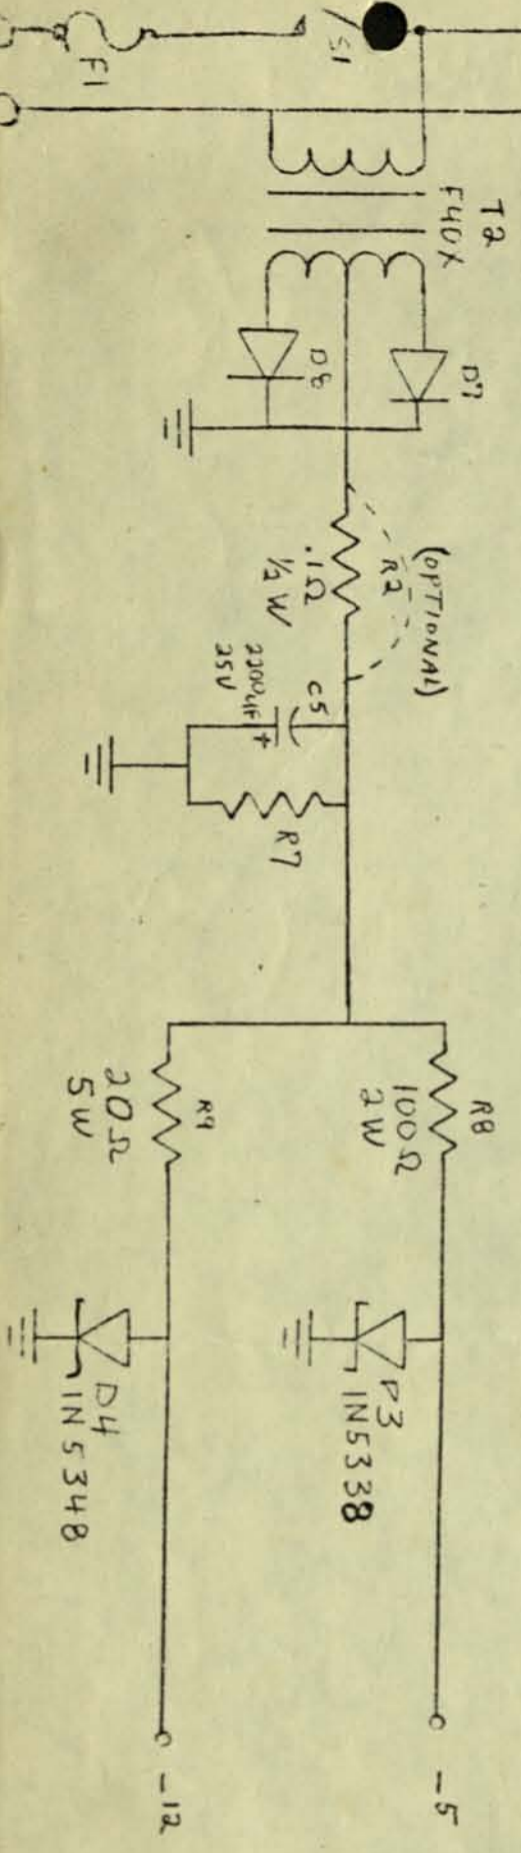 F1
S1
T2
F40X
D8
D7
(OPTIONAL)
R2
.1Ω
½ W
C5
2200µF
25V
+
R7
R8
100Ω
2W
R9
20Ω
5W
D3
1N5338
D4
1N5348
-5
-12